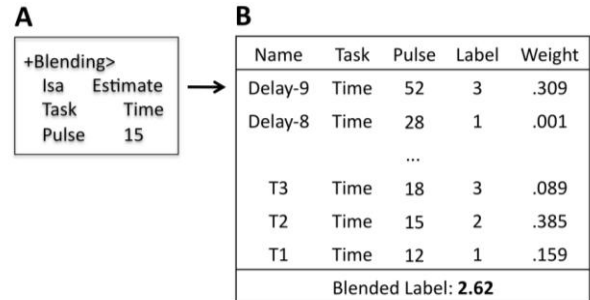 A
+Blending>
Isa Estimate
Task Time
Pulse 15
B
Name Task Pulse Label Weight
Delay-9 Time 52 3 .309
Delay-8 Time 28 1 .001
...
T3 Time 18 3 .089
T2 Time 15 2 .385
T1 Time 12 1 .159
Blended Label: 2.62